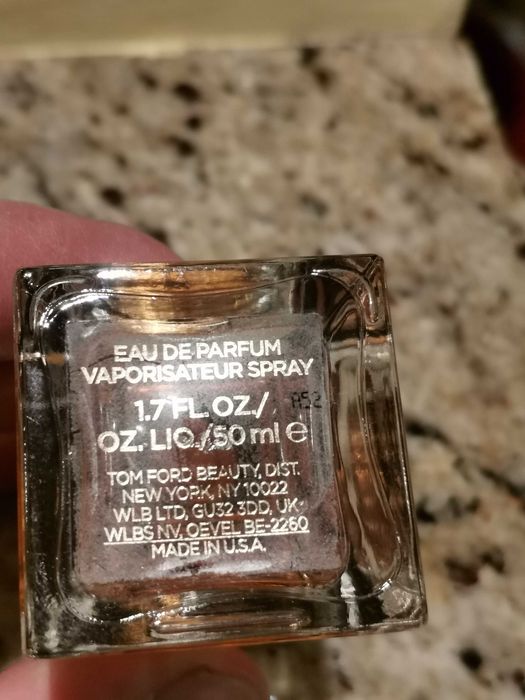 EAU DE PARFUM
VAPORISATEUR SPRAY
1.7 FL. OZ./
OZ. LIQ./50 ml ℮
TOM FORD BEAUTY, DIST.
NEW YORK, NY 10022
WLB LTD, GU32 3DD, UK
WLBS NV, OEVEL BE-2260
MADE IN U.S.A.